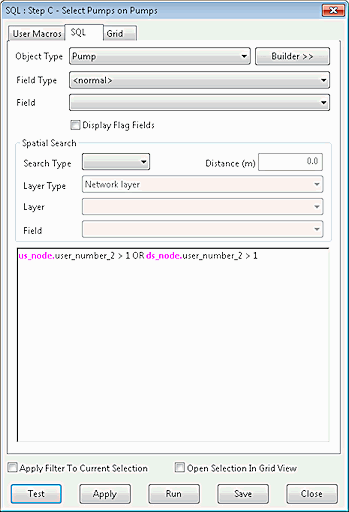 SQL : Step C - Select Pumps on Pumps
User Macros SQL Grid
Object Type Pump Builder >>
Field Type <normal>
Field
Display Flag Fields
Spatial Search
Search Type Distance (m) 0.0
Layer Type Network layer
Layer
Field
us_node.user_number_2 > 1 OR ds_node.user_number_2 > 1
Apply Filter To Current Selection Open Selection In Grid View
Test Apply Run Save Close